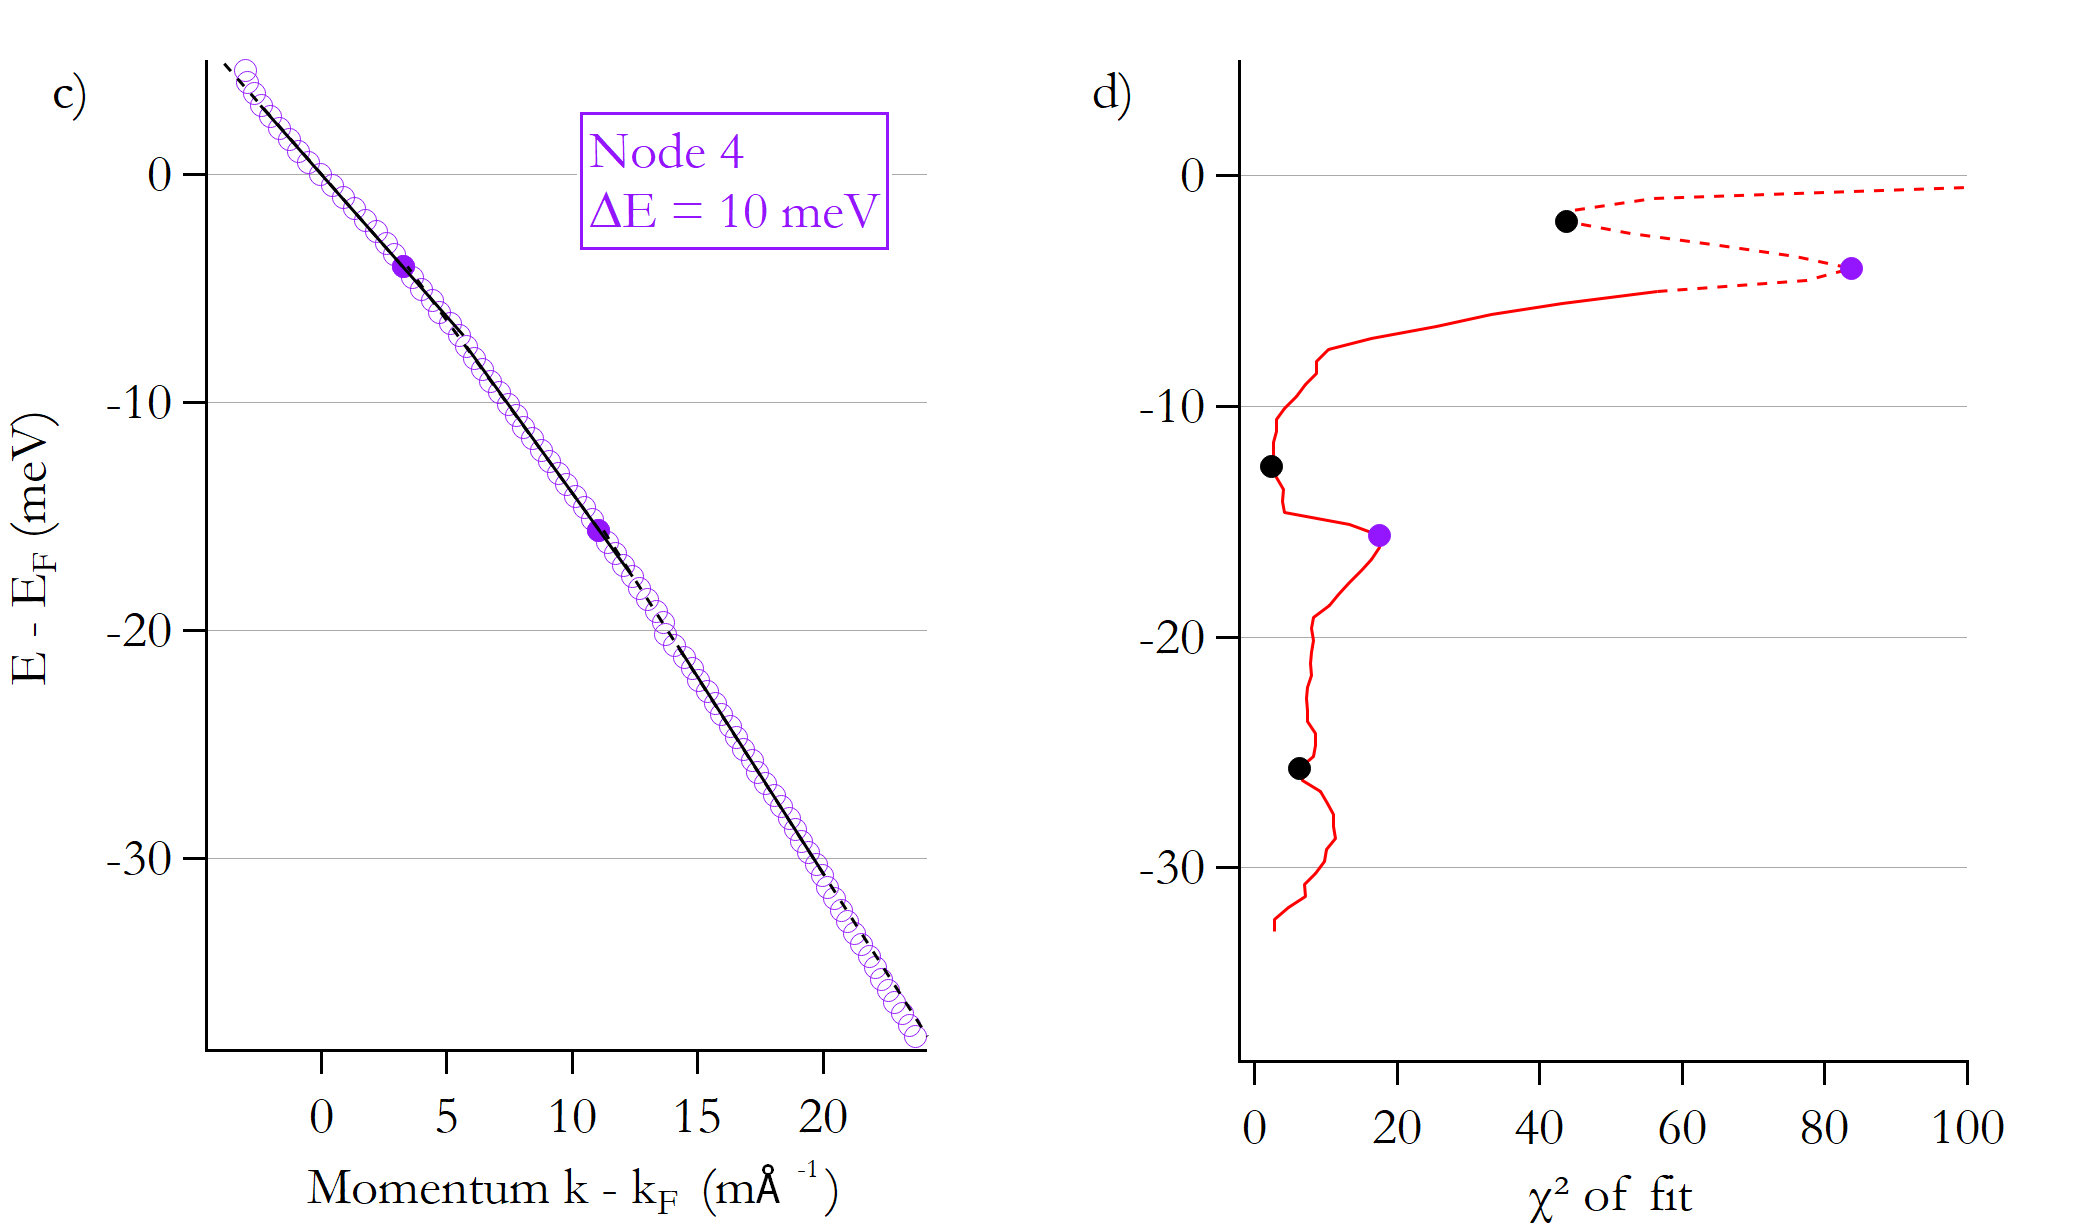 c)
Node 4
ΔE = 10 meV
0
-10
-20
-30
E - E_F (meV)
0 5 10 15 20
Momentum k - k_F (mÅ⁻¹)
d)
0
-10
-20
-30
0 20 40 60 80 100
χ² of fit